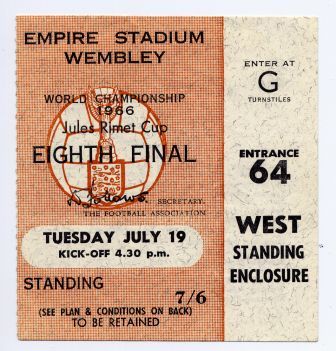 EMPIRE STADIUM
WEMBLEY
WORLD CHAMPIONSHIP
1966
Jules Rimet Cup
EIGHTH FINAL
SECRETARY.
THE FOOTBALL ASSOCIATION
TUESDAY JULY 19
KICK-OFF 4.30 p.m.
STANDING
7/6
(SEE PLAN & CONDITIONS ON BACK)
TO BE RETAINED
ENTER AT
G
TURNSTILES
ENTRANCE
64
WEST
STANDING
ENCLOSURE